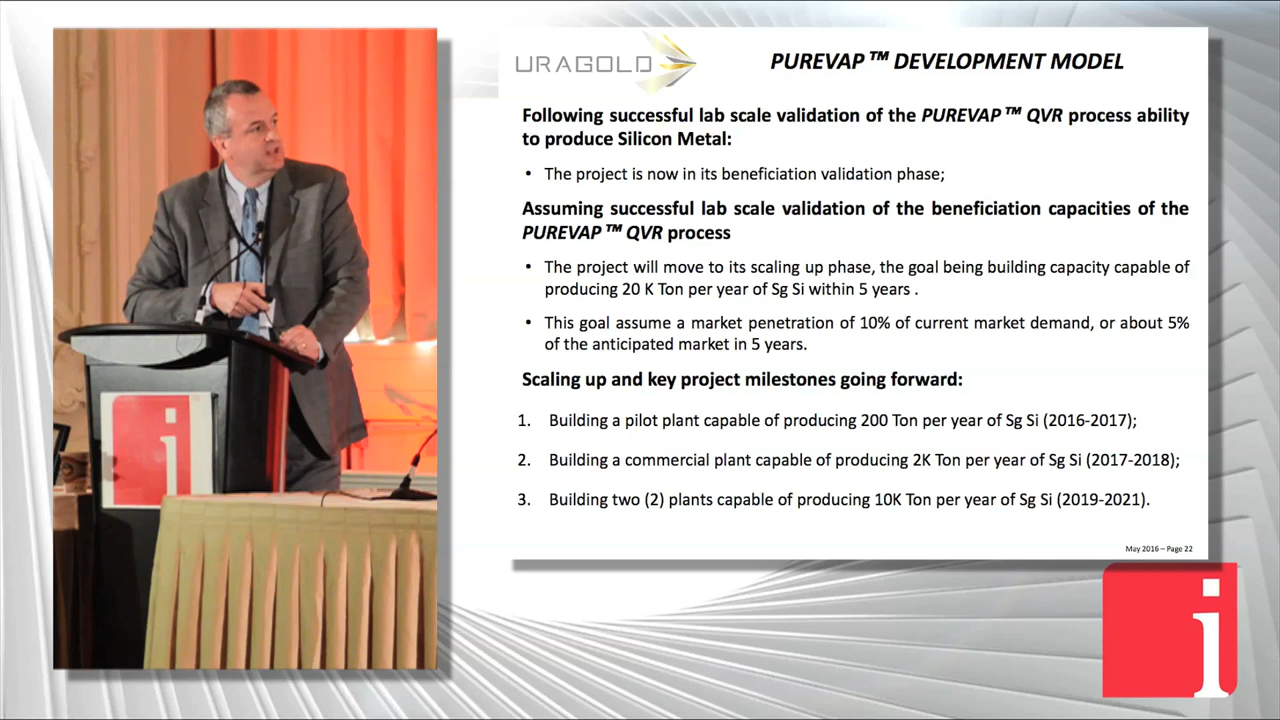 URAGOLD
PUREVAP™ DEVELOPMENT MODEL
Following successful lab scale validation of the PUREVAP™ QVR process ability
to produce Silicon Metal:
• The project is now in its beneficiation validation phase;
Assuming successful lab scale validation of the beneficiation capacities of the
PUREVAP™ QVR process
• The project will move to its scaling up phase, the goal being building capacity capable of
producing 20 K Ton per year of Sg Si within 5 years .
• This goal assume a market penetration of 10% of current market demand, or about 5%
of the anticipated market in 5 years.
Scaling up and key project milestones going forward:
1. Building a pilot plant capable of producing 200 Ton per year of Sg Si (2016-2017);
2. Building a commercial plant capable of producing 2K Ton per year of Sg Si (2017-2018);
3. Building two (2) plants capable of producing 10K Ton per year of Sg Si (2019-2021).
May 2016 – Page 22
i
i